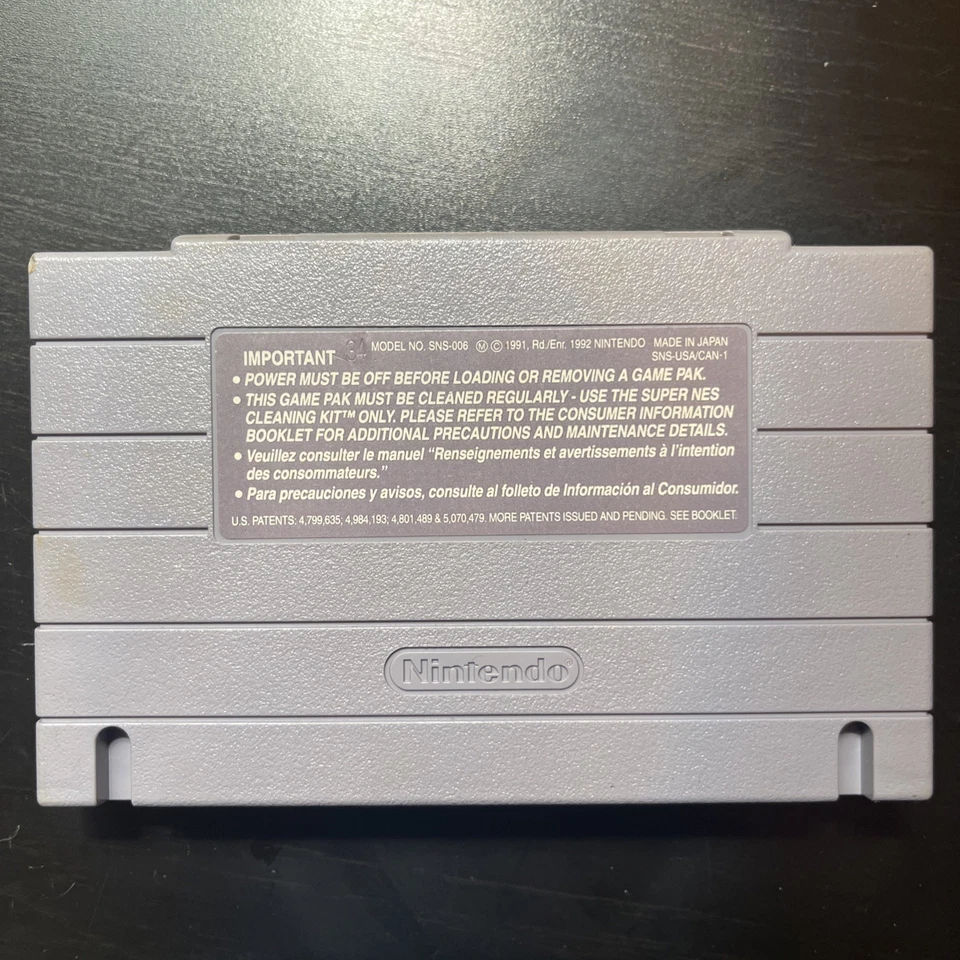 IMPORTANT 34 MODEL NO. SNS-006 Ⓜ © 1991, Rd./Enr. 1992 NINTENDO MADE IN JAPAN
SNS-USA/CAN-1
• POWER MUST BE OFF BEFORE LOADING OR REMOVING A GAME PAK.
• THIS GAME PAK MUST BE CLEANED REGULARLY - USE THE SUPER NES
CLEANING KIT™ ONLY. PLEASE REFER TO THE CONSUMER INFORMATION
BOOKLET FOR ADDITIONAL PRECAUTIONS AND MAINTENANCE DETAILS.
• Veuillez consulter le manuel “Renseignements et avertissements à l'intention
des consommateurs.”
• Para precauciones y avisos, consulte al folleto de Información al Consumidor.
U.S. PATENTS: 4,799,635; 4,984,193; 4,801,489 & 5,070,479. MORE PATENTS ISSUED AND PENDING. SEE BOOKLET.
Nintendo